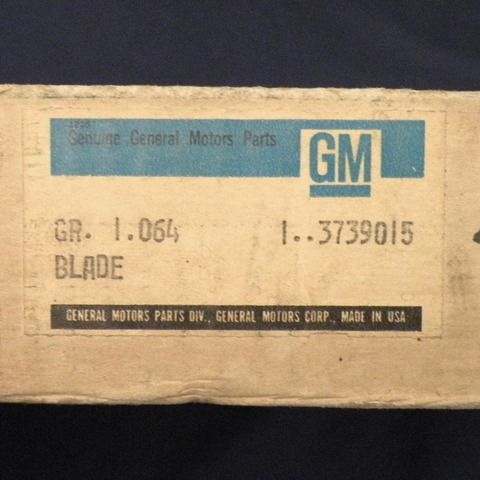 Genuine General Motors Parts
GM
GR. 1.064 1..3739015
BLADE
GENERAL MOTORS PARTS DIV., GENERAL MOTORS CORP., MADE IN USA